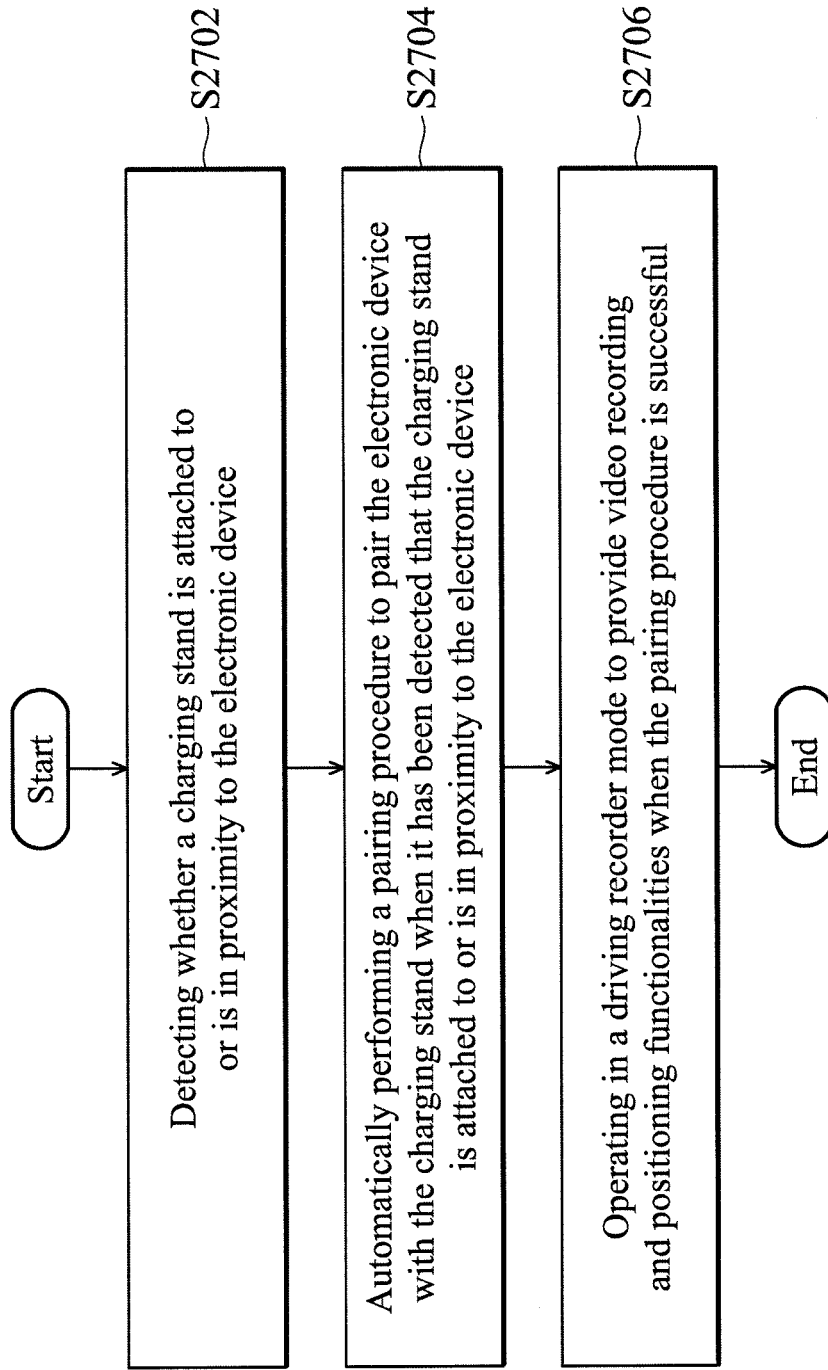 Start
Detecting whether a charging stand is attached to
or is in proximity to the electronic device
S2702
Automatically performing a pairing procedure to pair the electronic device
with the charging stand when it has been detected that the charging stand
is attached to or is in proximity to the electronic device
S2704
Operating in a driving recorder mode to provide video recording
and positioning functionalities when the pairing procedure is successful
S2706
End